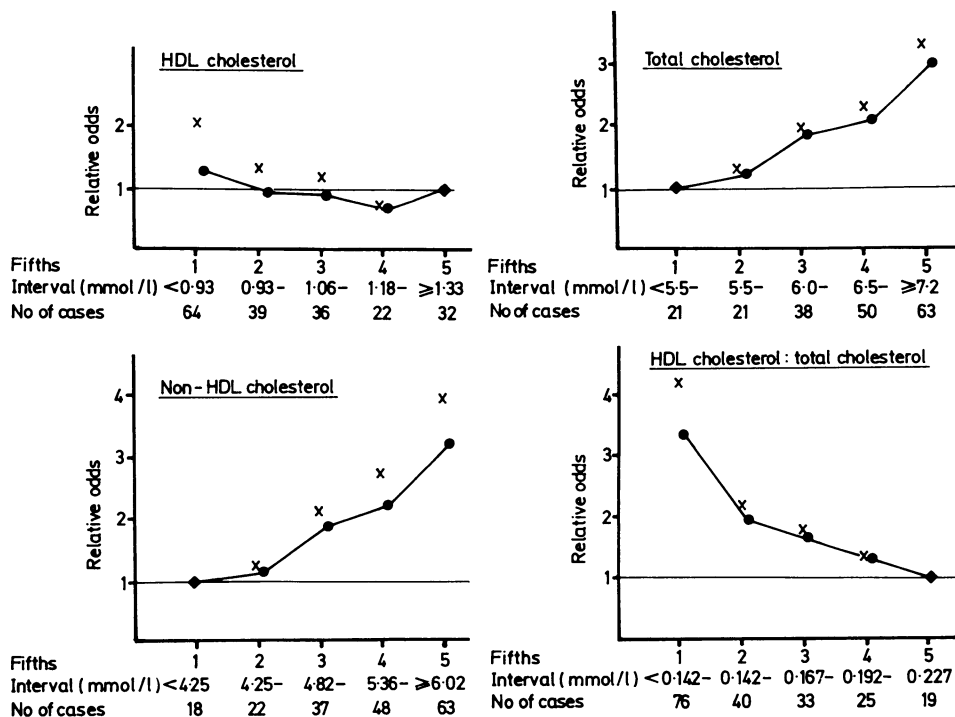 HDL cholesterol
Relative odds
2
1
Fifths 1 2 3 4 5
Interval (mmol/l) <0·93 0·93- 1·06- 1·18- ≥1·33
No of cases 64 39 36 22 32
Total cholesterol
Relative odds
3
2
1
Fifths 1 2 3 4 5
Interval (mmol/l) <5·5- 5·5- 6·0- 6·5- ≥7·2
No of cases 21 21 38 50 63
Non-HDL cholesterol
Relative odds
4
3
2
1
Fifths 1 2 3 4 5
Interval (mmol/l) <4·25 4·25- 4·82- 5·36- ≥6·02
No of cases 18 22 37 48 63
HDL cholesterol : total cholesterol
Relative odds
4
3
2
1
Fifths 1 2 3 4 5
Interval (mmol/l) <0·142- 0·142- 0·167- 0·192- 0·227
No of cases 76 40 33 25 19